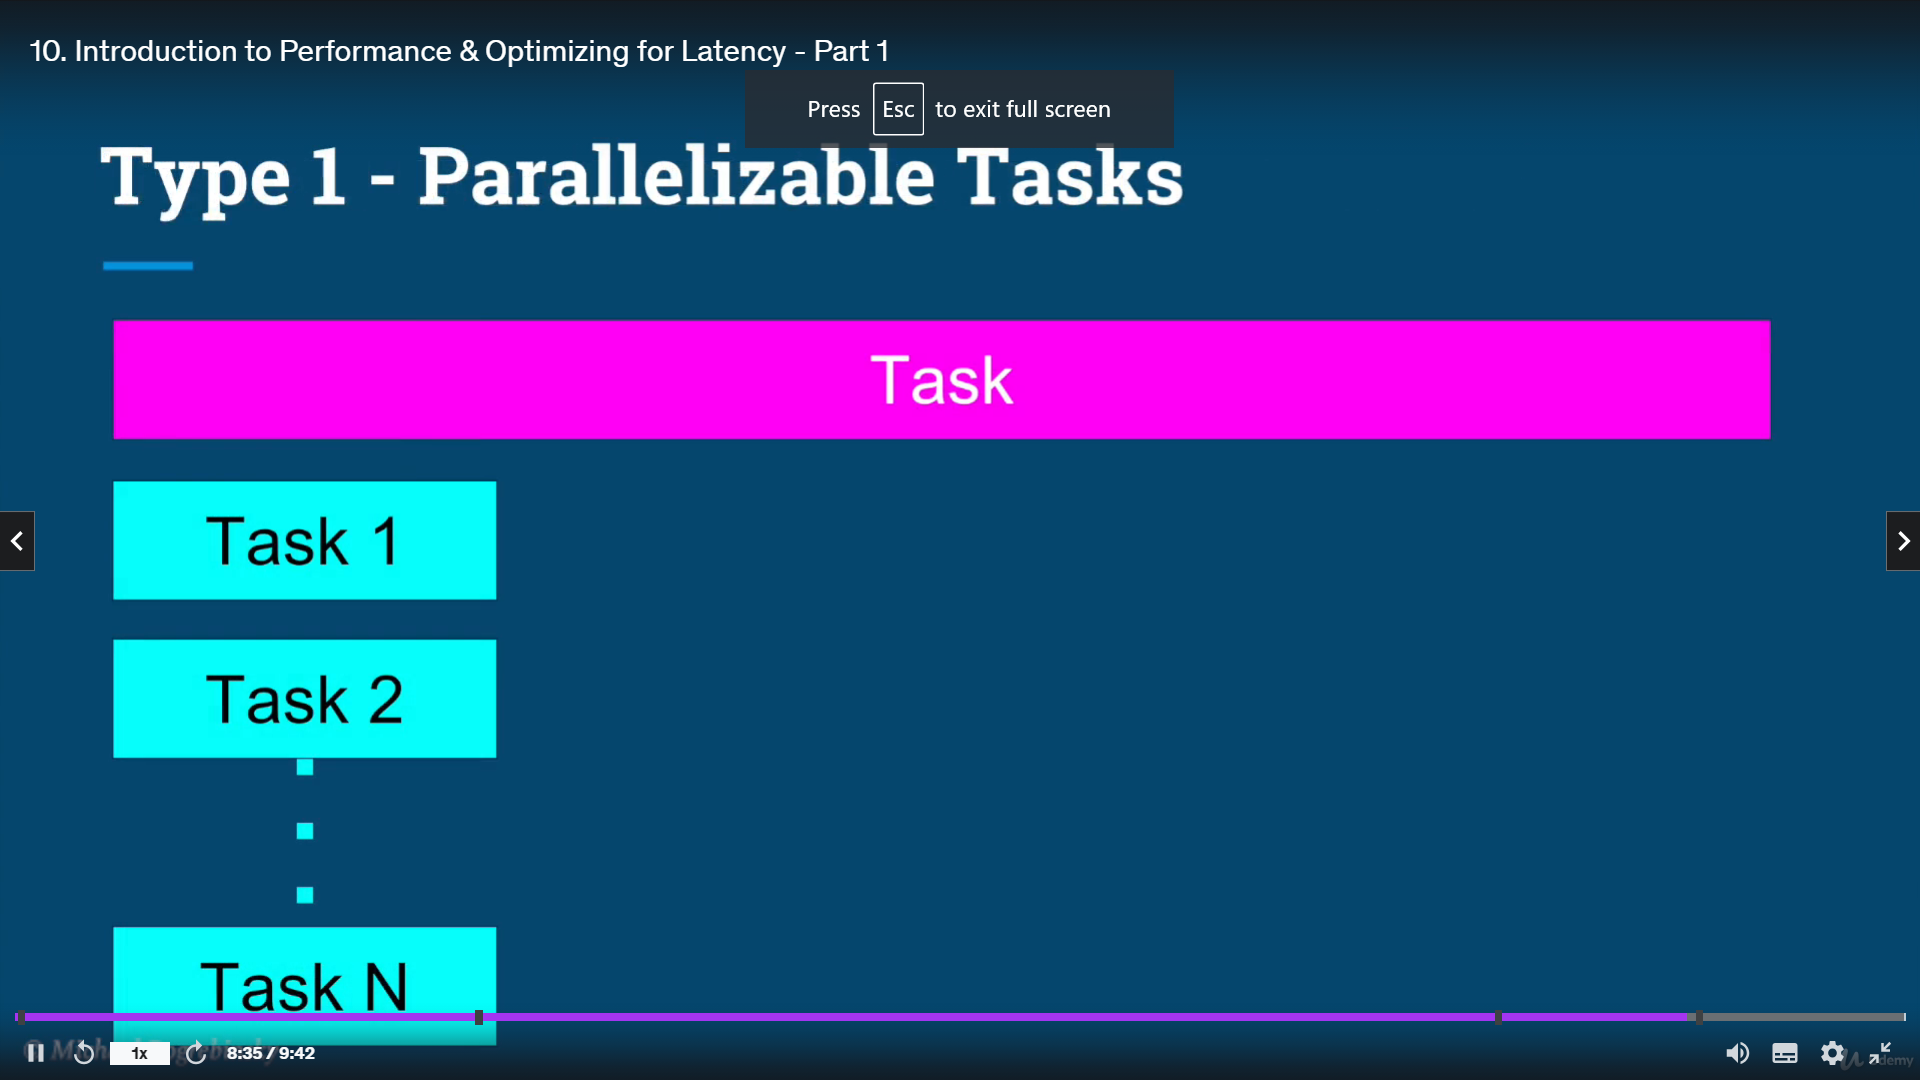 10. Introduction to Performance & Optimizing for Latency - Part 1
Press Esc to exit full screen
Type 1 - Parallelizable Tasks
Task
Task 1
Task 2
Task N
1x
8:35 / 9:42